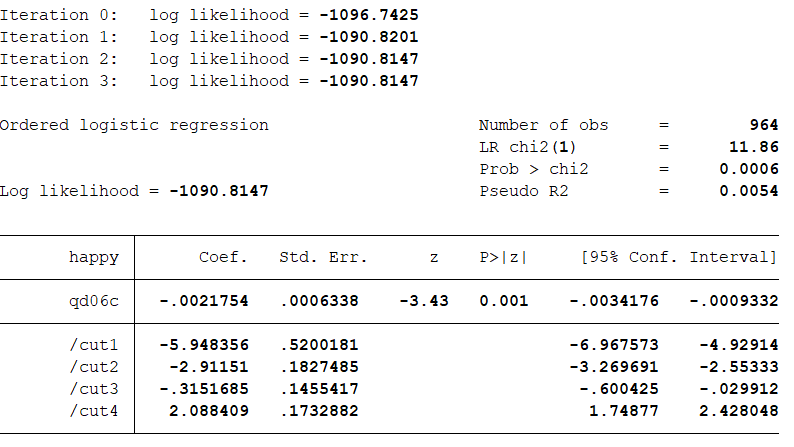 Iteration 0:   log likelihood = -1096.7425
Iteration 1:   log likelihood = -1090.8201
Iteration 2:   log likelihood = -1090.8147
Iteration 3:   log likelihood = -1090.8147
Ordered logistic regression                     Number of obs     =        964
LR chi2(1)        =      11.86
Prob > chi2       =     0.0006
Log likelihood = -1090.8147                     Pseudo R2         =     0.0054
happy |      Coef.   Std. Err.      z    P>|z|     [95% Conf. Interval]
qd06c |  -.0021754   .0006338    -3.43   0.001    -.0034176   -.0009332
/cut1 |  -5.948356   .5200181                     -6.967573    -4.92914
/cut2 |   -2.91151   .1827485                     -3.269691    -2.55333
/cut3 |  -.3151685   .1455417                      -.600425    -.029912
/cut4 |   2.088409   .1732882                       1.74877    2.428048